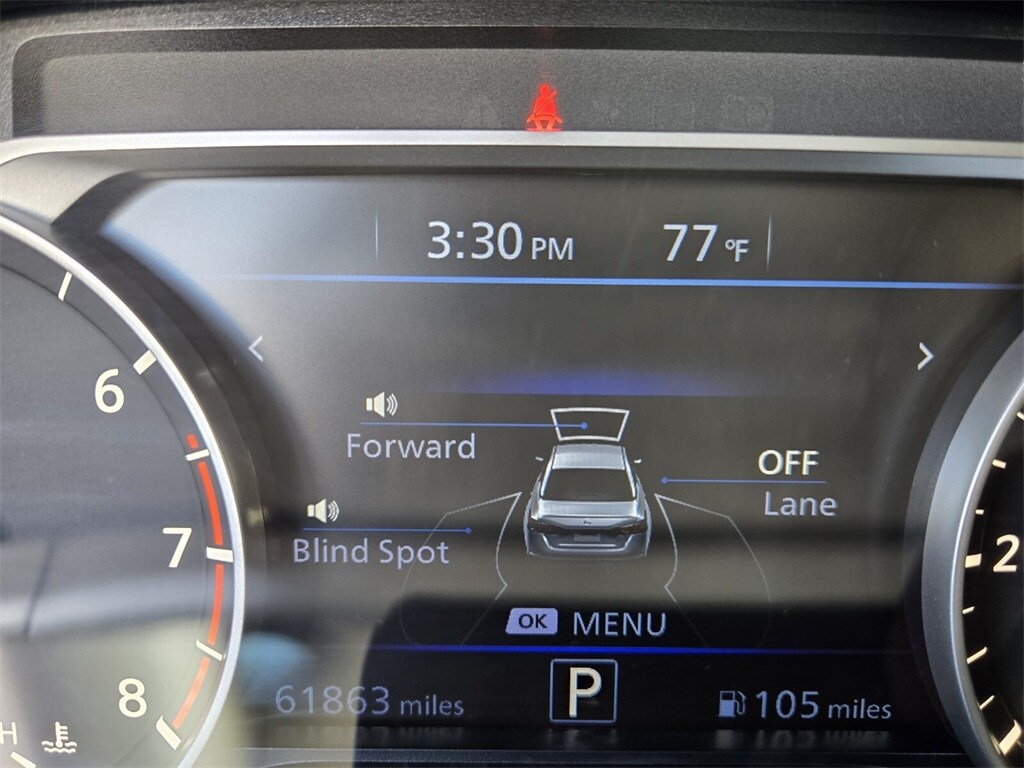 3:30 PM 77 °F
6
Forward
OFF
Lane
7
Blind Spot
2
OK MENU
8
61863 miles P 105 miles
H